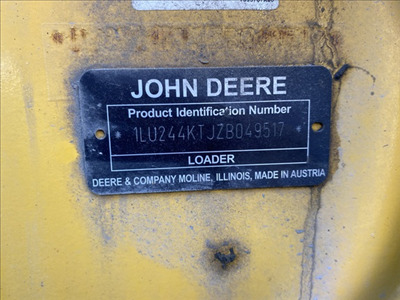 JOHN DEERE
Product Identification Number
1LU244KTJZB049517
LOADER
DEERE & COMPANY MOLINE, ILLINOIS, MADE IN AUSTRIA